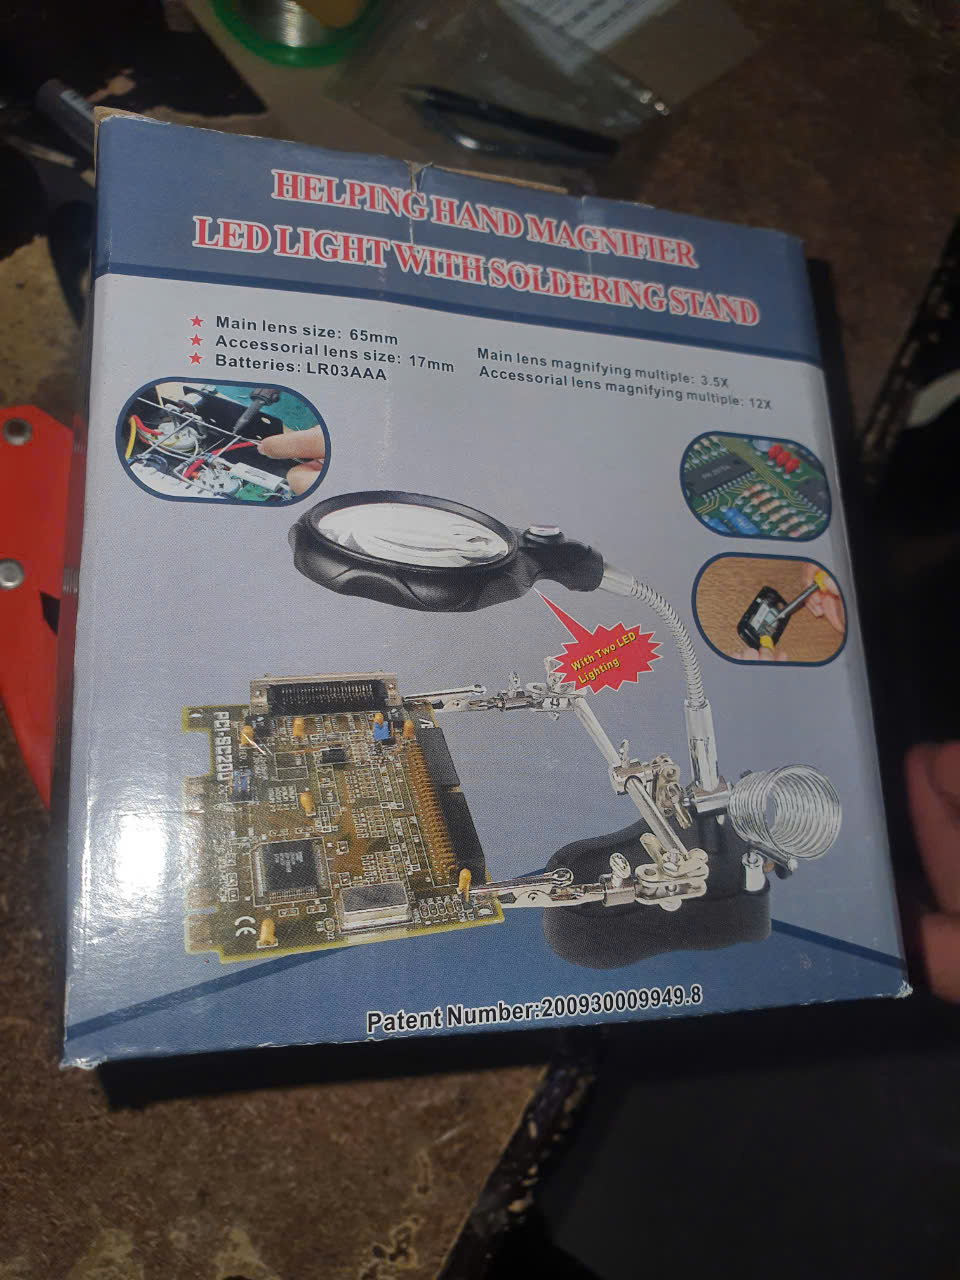 HELPING HAND MAGNIFIER
LED LIGHT WITH SOLDERING STAND
★ Main lens size: 65mm
★ Accessorial lens size: 17mm
★ Batteries: LR03AAA
Main lens magnifying multiple: 3.5X
Accessorial lens magnifying multiple: 12X
With Two LED
Lighting
PCI-SC200
CE
Patent Number:200930009949.8